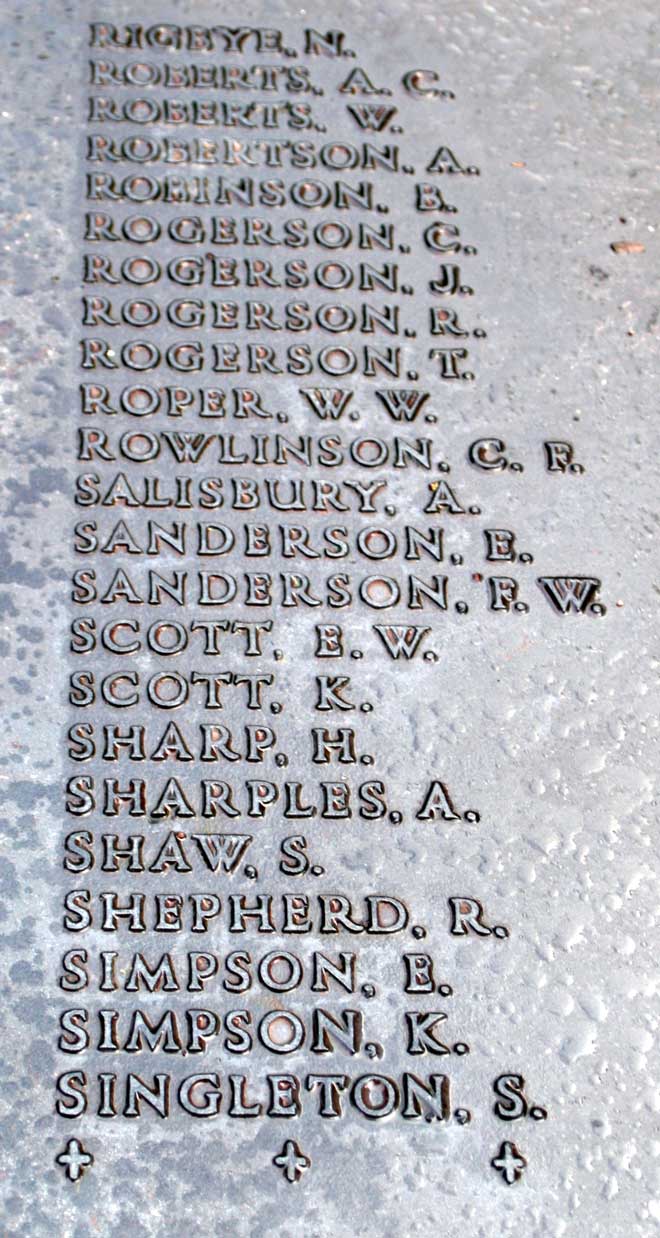 RIGBYE, N.
ROBERTS, A. C.
ROBERTS, W.
ROBERTSON, A.
ROBINSON, B.
ROGERSON, C.
ROGERSON, J.
ROGERSON, R.
ROGERSON, T.
ROPER, W. W.
ROWLINSON, C. F.
SALISBURY, A.
SANDERSON, E.
SANDERSON, F. W.
SCOTT, E. W.
SCOTT, K.
SHARP, H.
SHARPLES, A.
SHAW, S.
SHEPHERD, R.
SIMPSON, E.
SIMPSON, K.
SINGLETON, S.